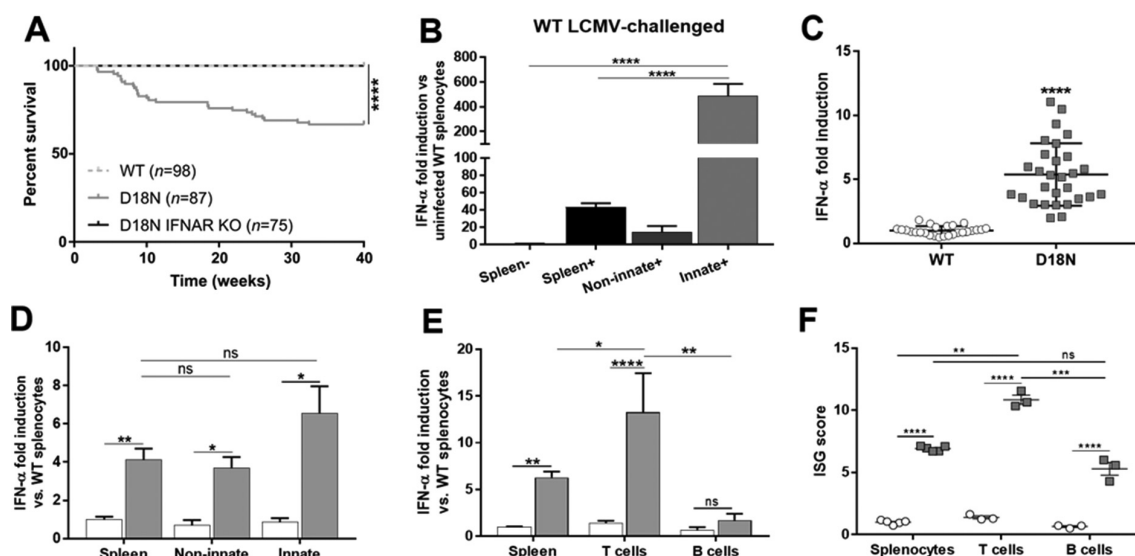 A
Percent survival
100
50
0
WT (n=98)
D18N (n=87)
D18N IFNAR KO (n=75)
****
0 10 20 30 40
Time (weeks)
B
WT LCMV-challenged
IFN-α fold induction vs
uninfected WT splenocytes
****
****
800
600
400
200
100
80
60
40
20
0
Spleen- Spleen+ Non-innate+ Innate+
C
IFN-α fold induction
15
10
5
0
****
WT D18N
D
IFN-α fold induction
vs. WT splenocytes
10
8
6
4
2
0
ns
ns
** * *
Spleen Non-innate Innate
E
IFN-α fold induction
vs. WT splenocytes
20
15
10
5
0
* **
****
**
ns
Spleen T cells B cells
F
ISG score
15
10
5
0
** ns
**** ***
**** ****
Splenocytes T cells B cells